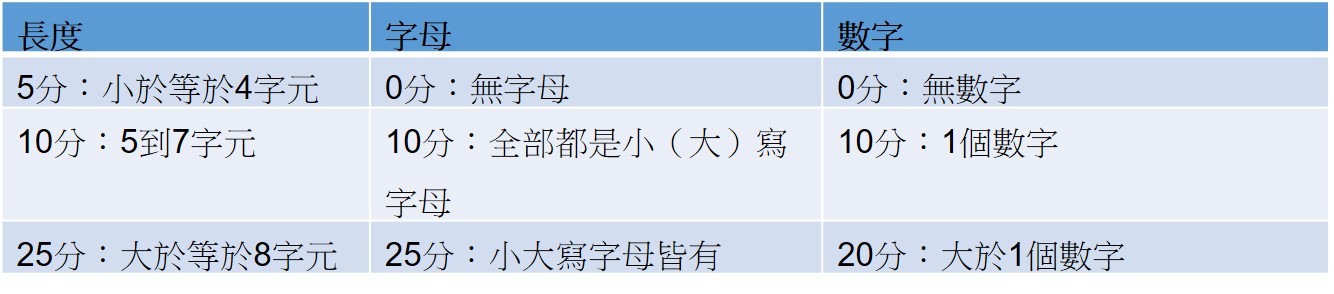 長度 字母 數字
5分：小於等於4字元 0分：無字母 0分：無數字
10分：5到7字元 10分：全部都是小（大）寫 10分：1個數字
字母
25分：大於等於8字元 25分：小大寫字母皆有 20分：大於1個數字